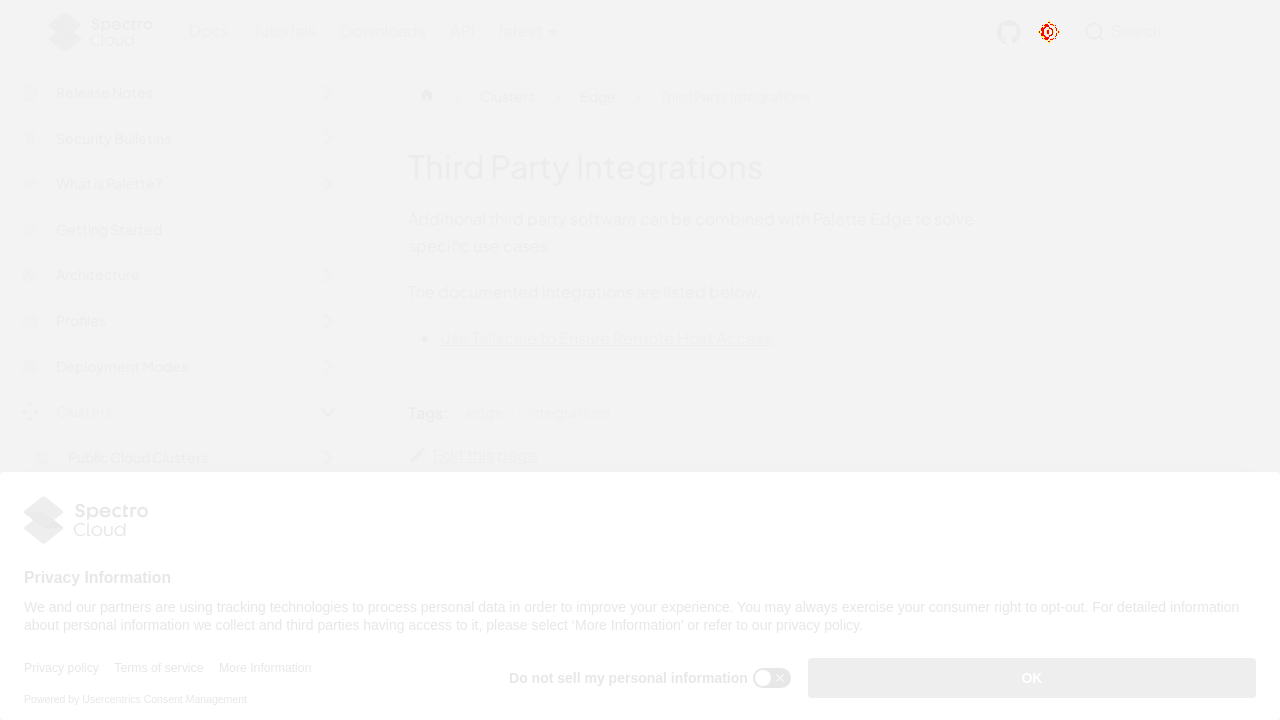 Spectro
Cloud
Docs
Tutorials
Downloads
API
latest
Search
Release Notes
Security Bulletins
What is Palette?
Getting Started
Architecture
Profiles
Deployment Modes
Clusters
Public Cloud Clusters
Clusters
Edge
Third Party Integrations
Third Party Integrations
Additional third party software can be combined with Palette Edge to solve
specific use cases.
The documented integrations are listed below.
Use Tailscale to Ensure Remote Host Access
Tags:
edge
integrations
Edit this page
Spectro
Cloud
Privacy Information
We and our partners are using tracking technologies to process personal data in order to improve your experience. You may always exercise your consumer right to opt-out. For detailed information
about personal information we collect and third parties having access to it, please select 'More Information' or refer to our privacy policy.
Privacy policy
Terms of service
More Information
Do not sell my personal information
OK
Powered by Usercentrics Consent Management